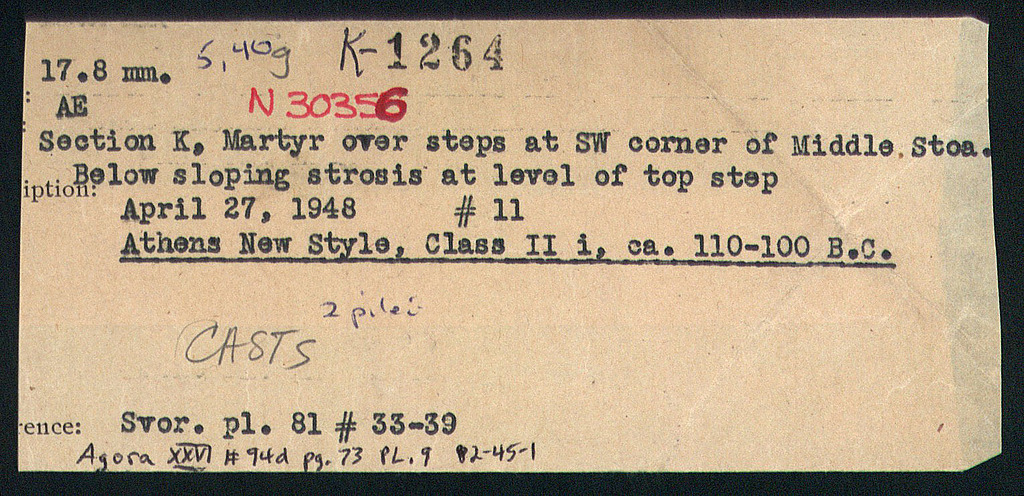 17.8 mm. 5,40g K-1264
AE N 30356
Section K, Martyr over steps at SW corner of Middle Stoa.
Below sloping strosis at level of top step
iption:
April 27, 1948 # 11
Athens New Style, Class II i, ca. 110-100 B.C.
2 pilei
CASTS
ence: Svor. pl. 81 # 33-39
Agora XXVI # 94d pg. 73 PL. 9 82-45-1